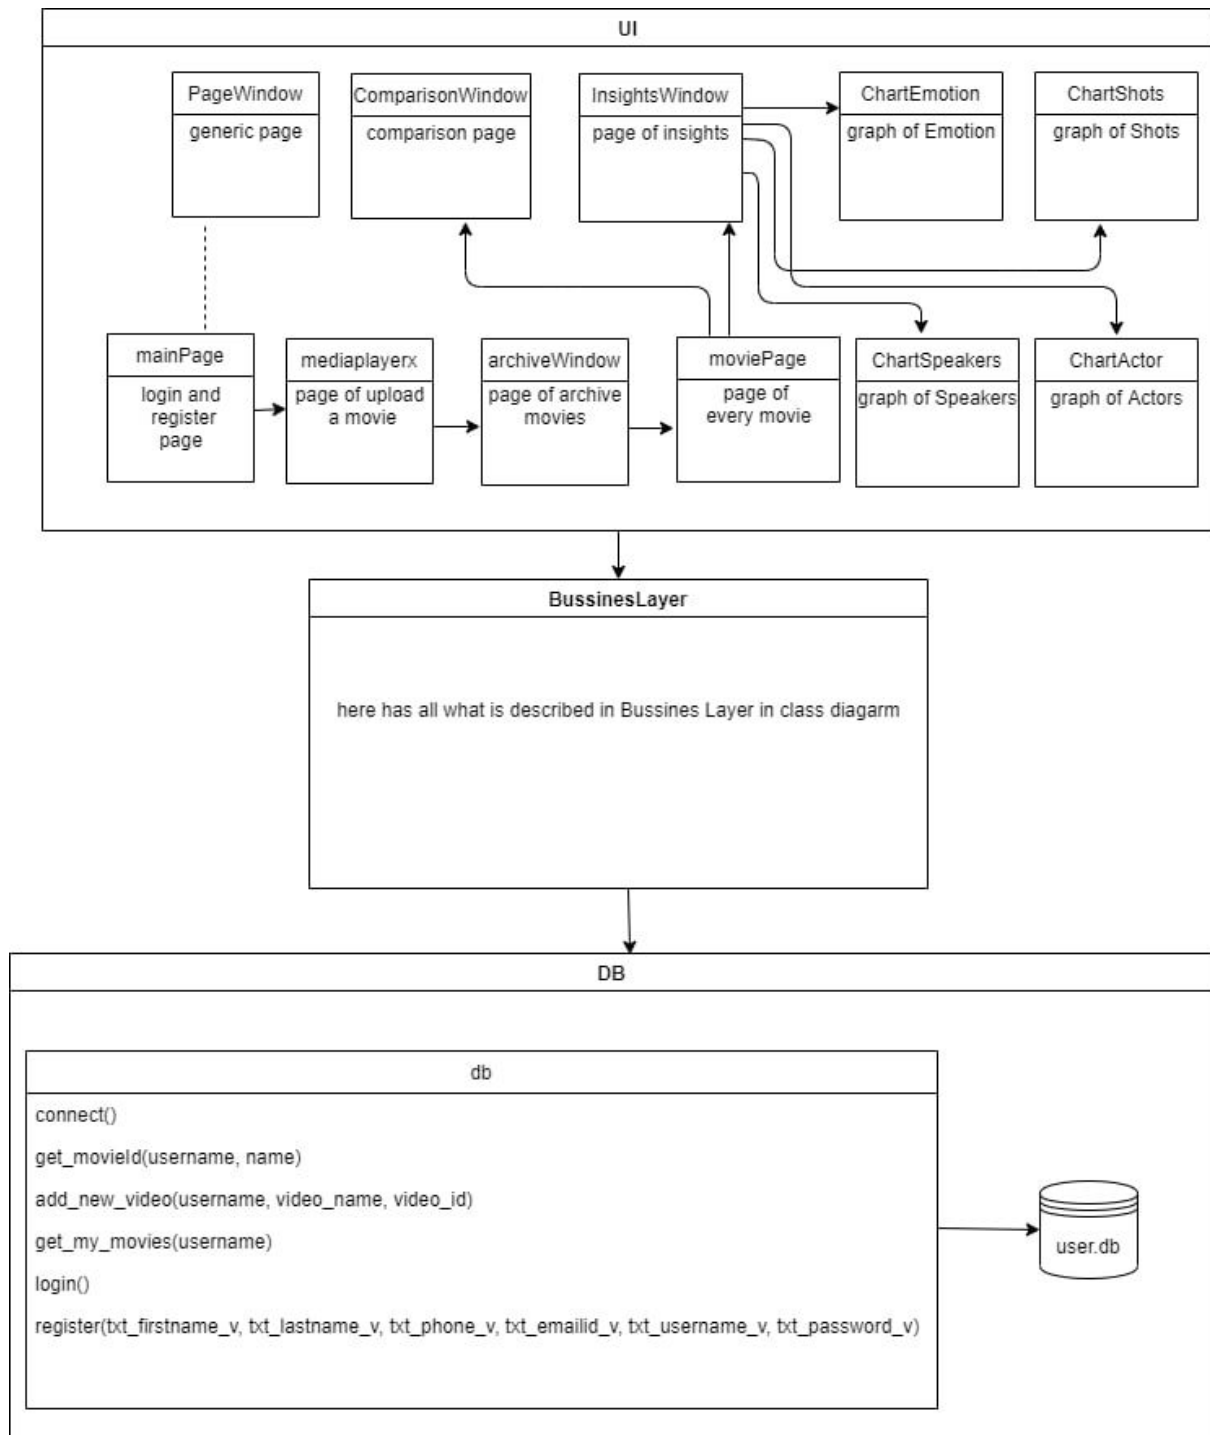 UI
PageWindow
generic page
ComparisonWindow
comparison page
InsightsWindow
page of insights
ChartEmotion
graph of Emotion
ChartShots
graph of Shots
mainPage
login and
register
page
mediaplayerx
page of upload
a movie
archiveWindow
page of archive
movies
moviePage
page of
every movie
ChartSpeakers
graph of Speakers
ChartActor
graph of Actors
BussinesLayer
here has all what is described in Bussines Layer in class diagarm
DB
db
connect()
get_movieId(username, name)
add_new_video(username, video_name, video_id)
get_my_movies(username)
login()
register(txt_firstname_v, txt_lastname_v, txt_phone_v, txt_emailid_v, txt_username_v, txt_password_v)
user.db